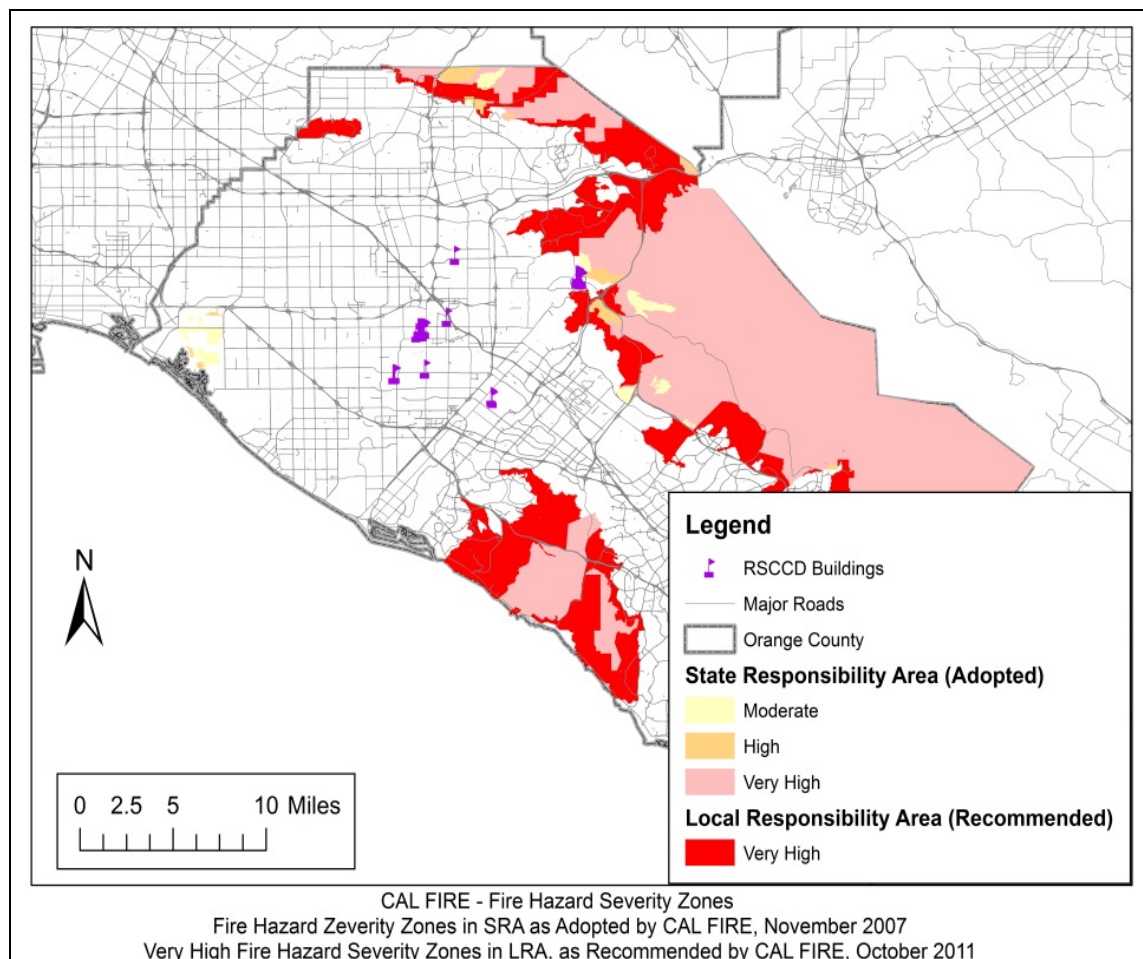 N
0 2.5 5 10 Miles
Legend
RSCCD Buildings
Major Roads
Orange County
State Responsibility Area (Adopted)
Moderate
High
Very High
Local Responsibility Area (Recommended)
Very High
CAL FIRE - Fire Hazard Severity Zones
Fire Hazard Zeverity Zones in SRA as Adopted by CAL FIRE, November 2007
Very High Fire Hazard Severity Zones in LRA, as Recommended by CAL FIRE, October 2011